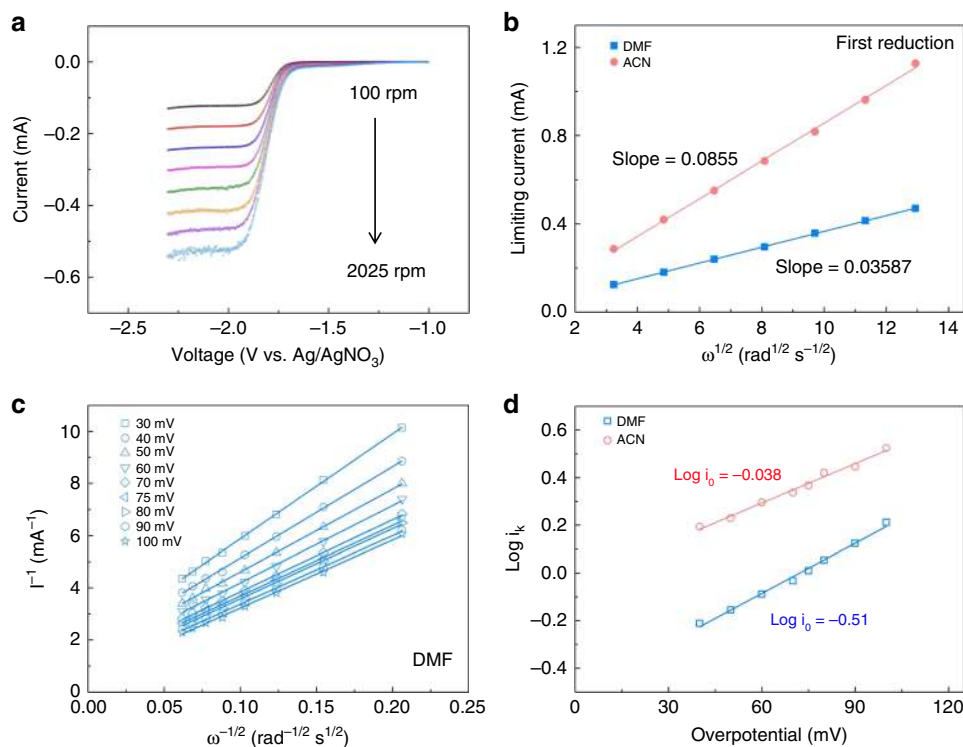 a
0.0
−0.2
−0.4
−0.6
−2.5
−2.0
−1.5
−1.0
Current (mA)
Voltage (V vs. Ag/AgNO3)
100 rpm
2025 rpm
b
1.2
0.8
0.4
0.0
2
4
6
8
10
12
14
Limiting current (mA)
ω1/2 (rad1/2 s−1/2)
DMF
ACN
First reduction
Slope = 0.0855
Slope = 0.03587
c
10
8
6
4
2
0.00
0.05
0.10
0.15
0.20
0.25
I−1 (mA−1)
ω−1/2 (rad−1/2 s1/2)
30 mV
40 mV
50 mV
60 mV
70 mV
75 mV
80 mV
90 mV
100 mV
DMF
d
0.6
0.4
0.2
0.0
−0.4
0
30
60
90
120
Log ik
Overpotential (mV)
DMF
ACN
Log i0 = −0.038
Log i0 = −0.51